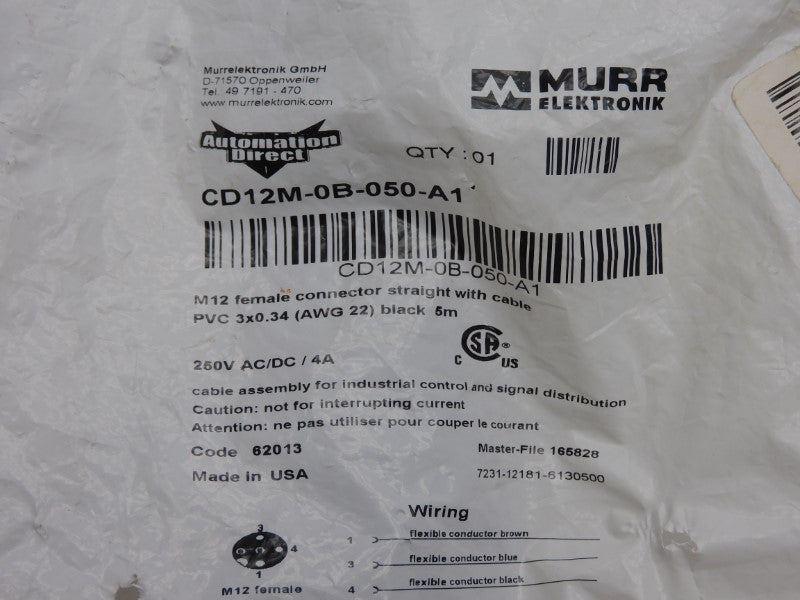 Murrelektronik GmbH
D-71570 Oppenweiler
Tel. 49 7191 - 470
www.murrelektronik.com
MURR
ELEKTRONIK
Automation
Direct
QTY : 01
CD12M-0B-050-A1
CD12M-0B-050-A1
M12 female connector straight with cable
PVC 3x0.34 (AWG 22) black 5m
250V AC/DC / 4A
C SA ® US
cable assembly for industrial control and signal distribution
Caution: not for interrupting current
Attention: ne pas utiliser pour couper le courant
Code 62013
Master-File 165828
Made in USA
7231-12181-6130500
Wiring
3
4
1
M12 female
1 flexible conductor brown
3 flexible conductor blue
4 flexible conductor black